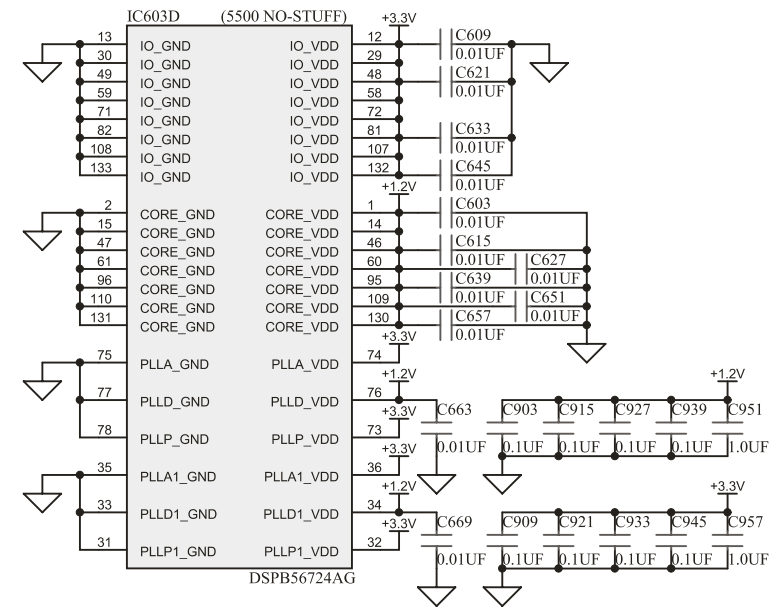 IC603D (5500 NO-STUFF)
+3.3V
13 IO_GND IO_VDD 12 C609
0.01UF
30 IO_GND IO_VDD 29
49 IO_GND IO_VDD 48 C621
0.01UF
59 IO_GND IO_VDD 58
71 IO_GND IO_VDD 72
82 IO_GND IO_VDD 81 C633
0.01UF
108 IO_GND IO_VDD 107
133 IO_GND IO_VDD 132 C645
0.01UF
+1.2V
2 CORE_GND CORE_VDD 1 C603
0.01UF
15 CORE_GND CORE_VDD 14
47 CORE_GND CORE_VDD 46 C615
0.01UF
61 CORE_GND CORE_VDD 60 C627
0.01UF
96 CORE_GND CORE_VDD 95 C639
0.01UF
110 CORE_GND CORE_VDD 109 C651
0.01UF
131 CORE_GND CORE_VDD 130 C657
0.01UF
+3.3V
75 PLLA_GND PLLA_VDD 74
+1.2V
77 PLLD_GND PLLD_VDD 76
+3.3V
78 PLLP_GND PLLP_VDD 73
+1.2V
C663 C903 C915 C927 C939 C951
0.01UF 0.1UF 0.1UF 0.1UF 0.1UF 1.0UF
+3.3V
35 PLLA1_GND PLLA1_VDD 36
+1.2V
33 PLLD1_GND PLLD1_VDD 34
+3.3V
31 PLLP1_GND PLLP1_VDD 32
+3.3V
C669 C909 C921 C933 C945 C957
0.01UF 0.1UF 0.1UF 0.1UF 0.1UF 1.0UF
DSPB56724AG